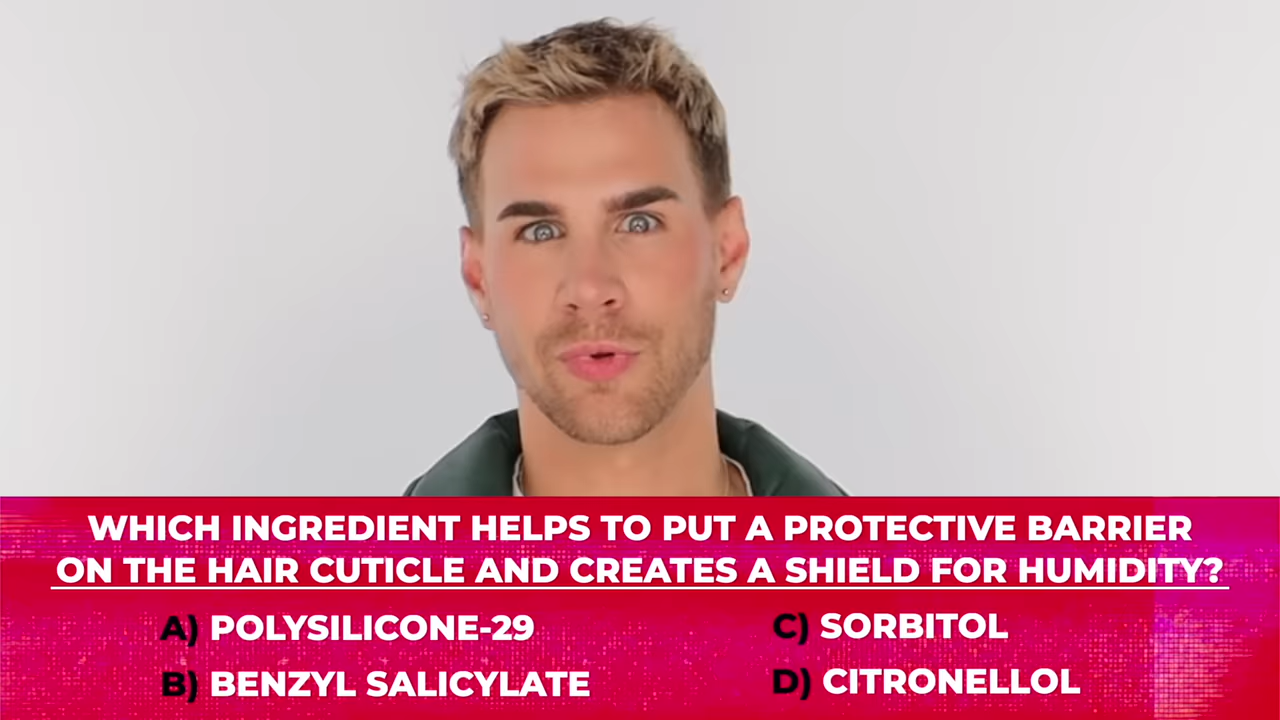 WHICH INGREDIENT HELPS TO PUT A PROTECTIVE BARRIER
ON THE HAIR CUTICLE AND CREATES A SHIELD FOR HUMIDITY?
A) POLYSILICONE-29
B) BENZYL SALICYLATE
C) SORBITOL
D) CITRONELLOL